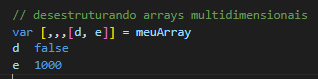 // desestruturando arrays multidimensionais
var [,,,[d, e]] = meuArray
d  false
e  1000